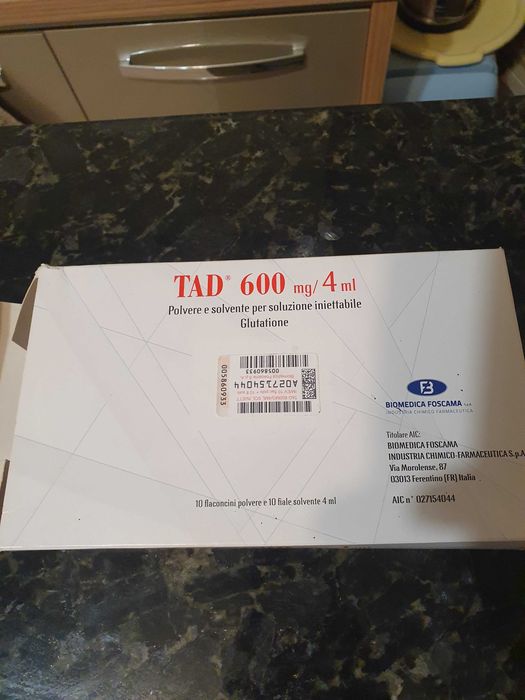 TAD® 600 mg/ 4 ml
Polvere e solvente per soluzione iniettabile
Glutatione
005860933
A027154044
005860933
BIOMEDICA FOSCAMA S.p.A.
INDUSTRIA CHIMICO FARMACEUTICA
Titolare AIC:
BIOMEDICA FOSCAMA
INDUSTRIA CHIMICO-FARMACEUTICA S.p.A
Via Morolense, 87
03013 Ferentino (FR) Italia
10 flaconcini polvere e 10 fiale solvente 4 ml
AIC n° 027154044